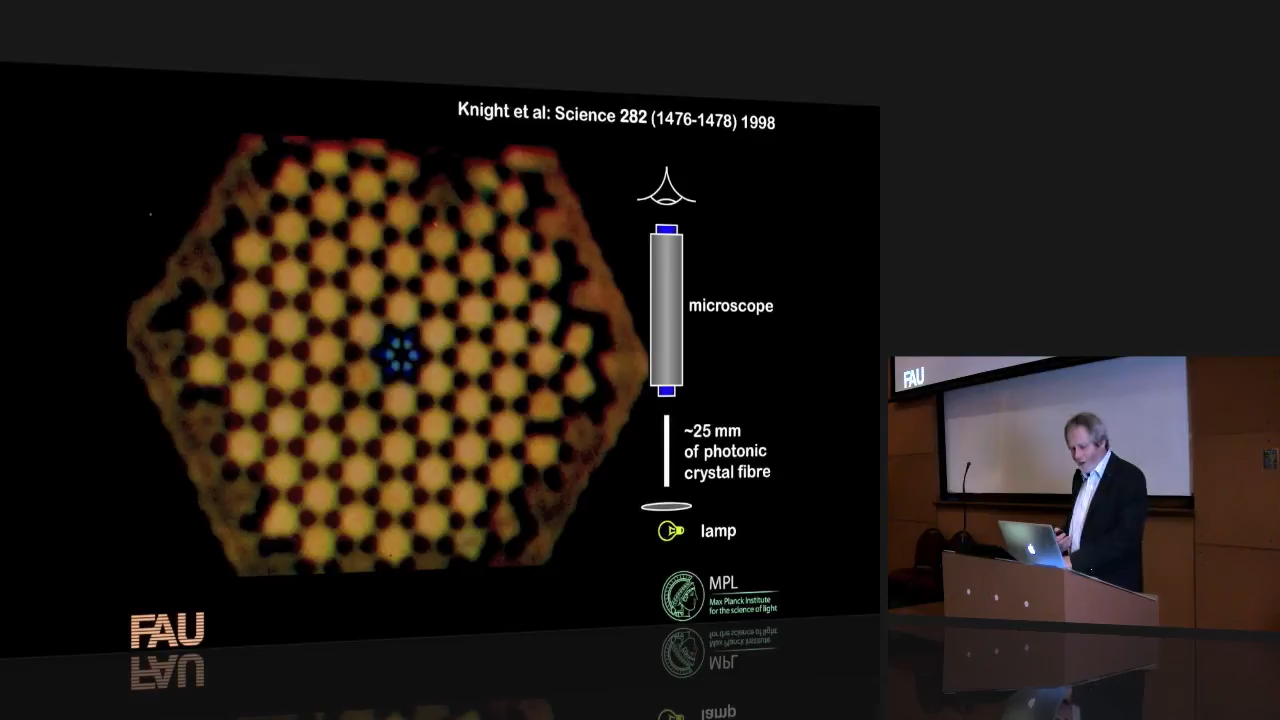 Knight et al: Science 282 (1476-1478) 1998
microscope
~25 mm
of photonic
crystal fibre
lamp
MPL
Max Planck Institute
for the science of light
FAU
FAU